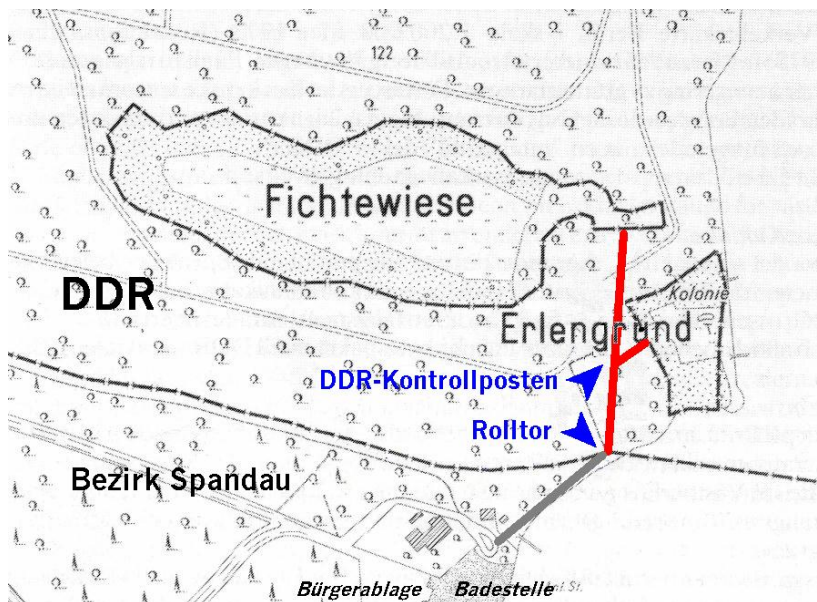 122
Fichtewiese
DDR
Kolonie
Erlengrund
DDR-Kontrollposten
Rolltor
Bezirk Spandau
Bürgerablage Badestelle